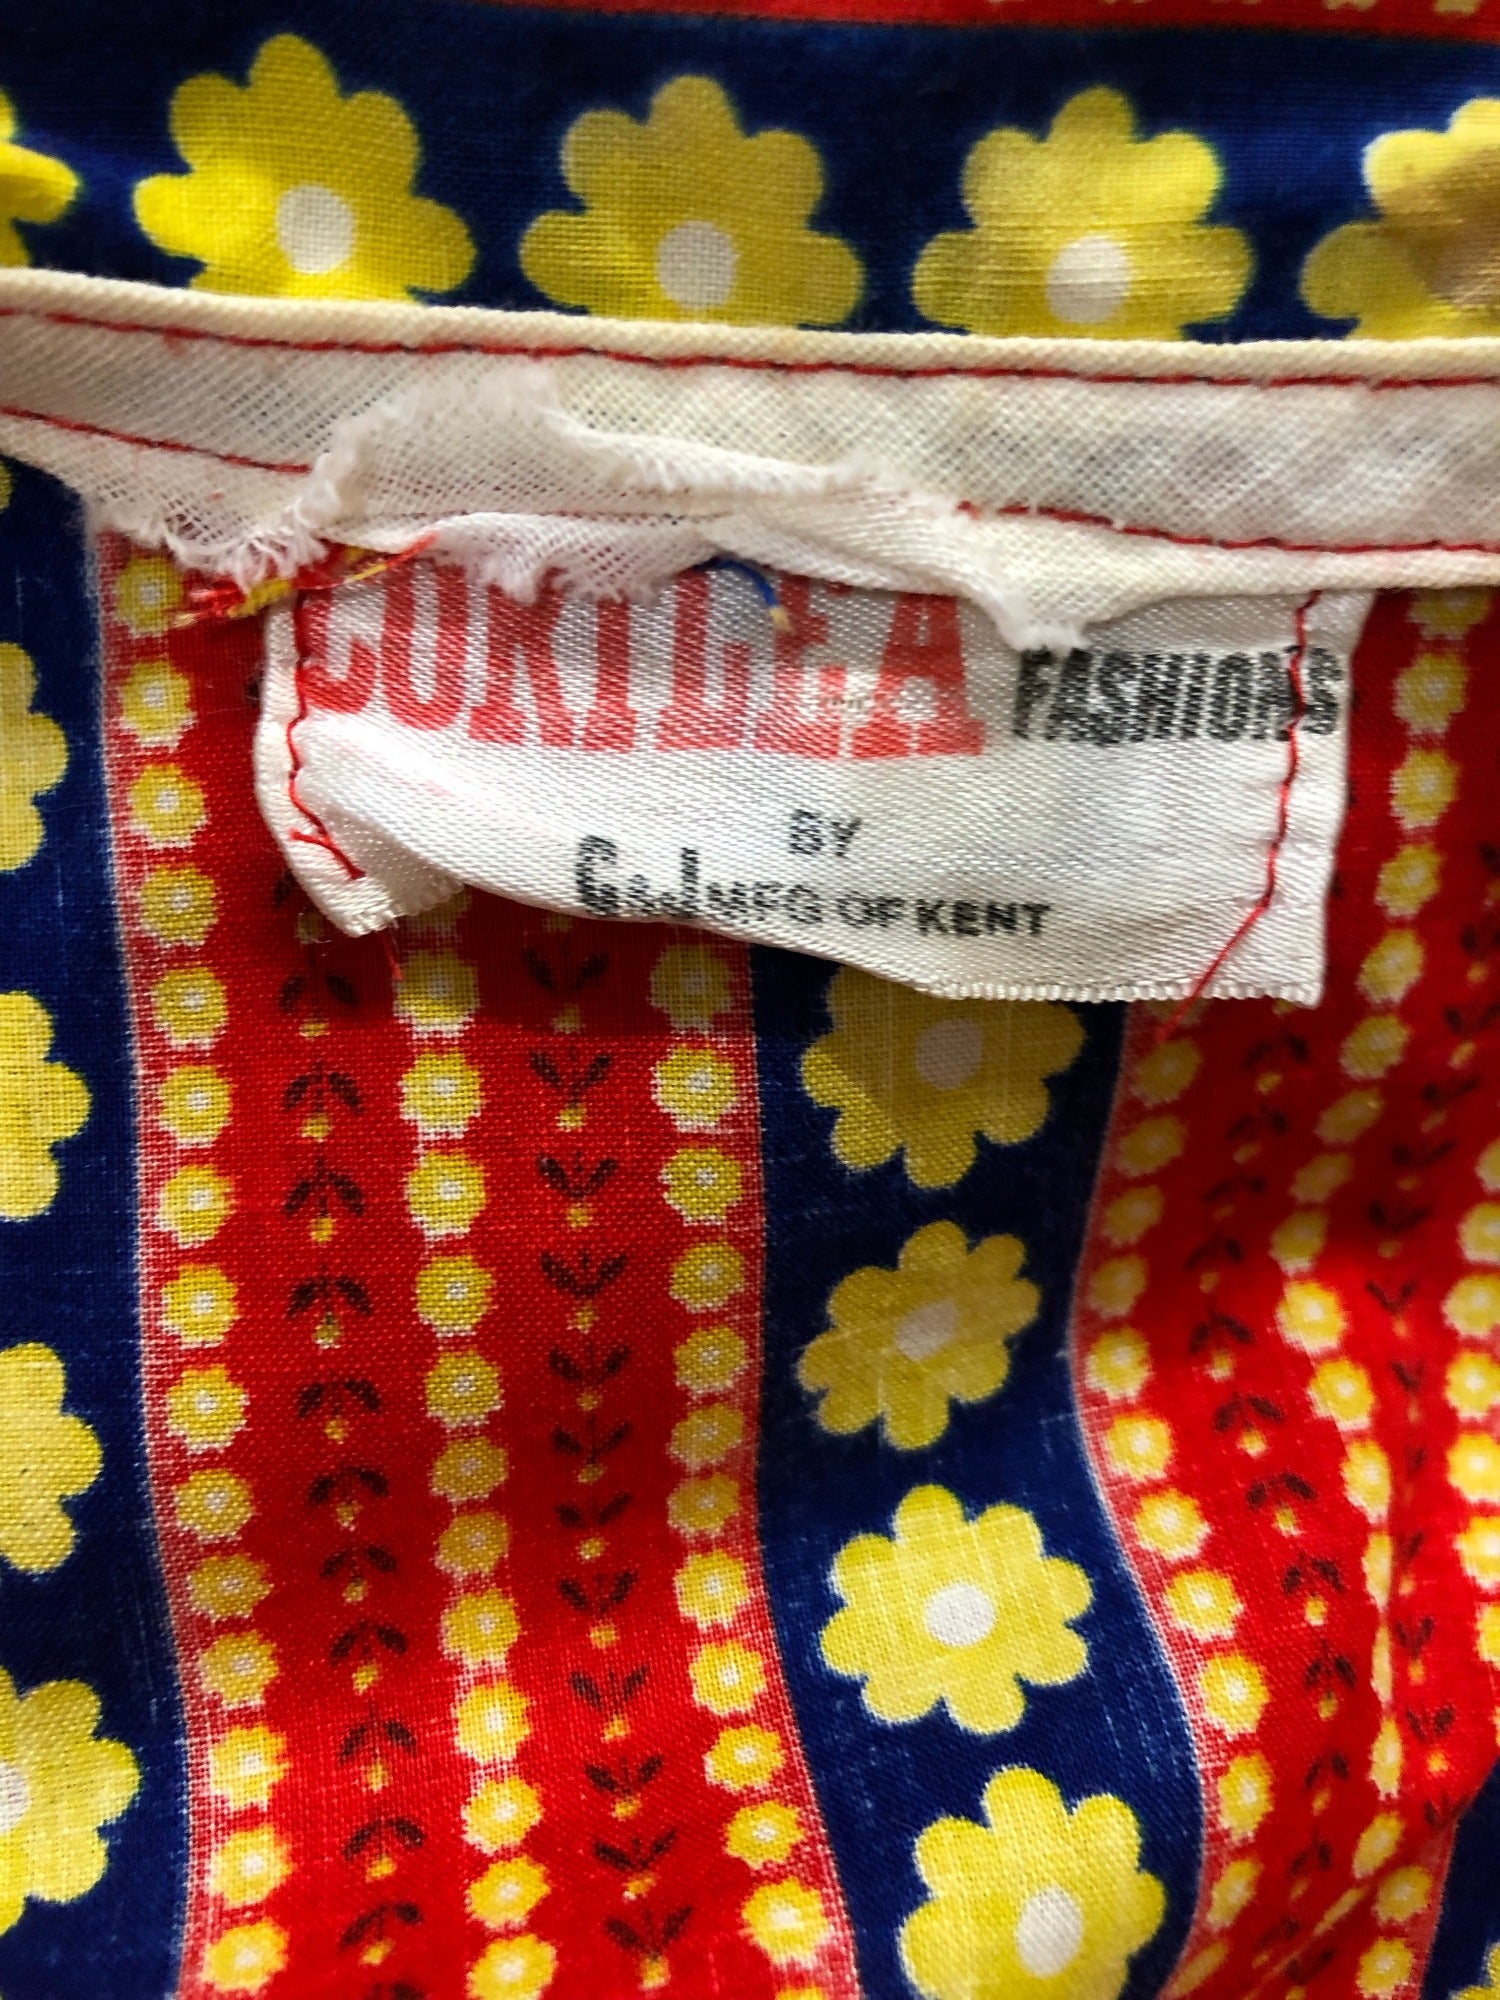 FASHIONS
BY
G & J MFG OF KENT